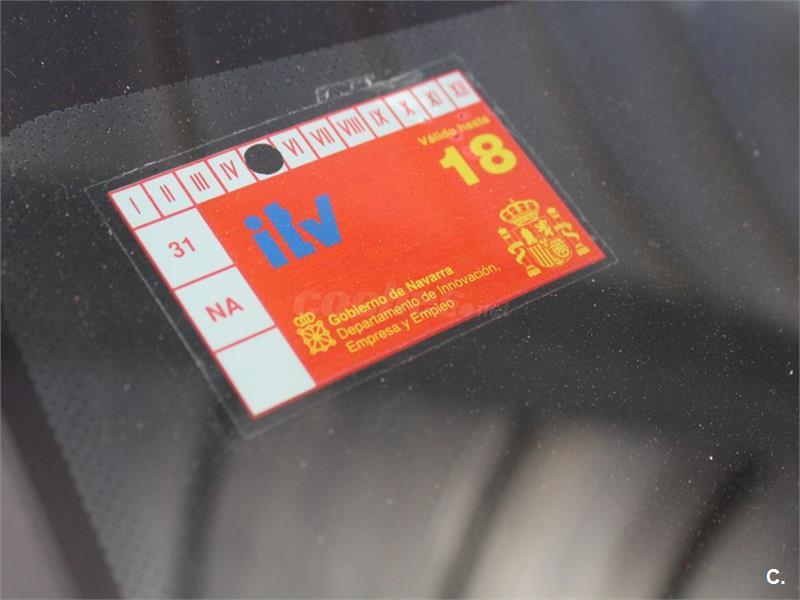 I II III IV VI VII VIII IX X XI XII
Válido hasta
18
31
itv
NA
Gobierno de Navarra
Departamento de Innovación,
Empresa y Empleo
C.